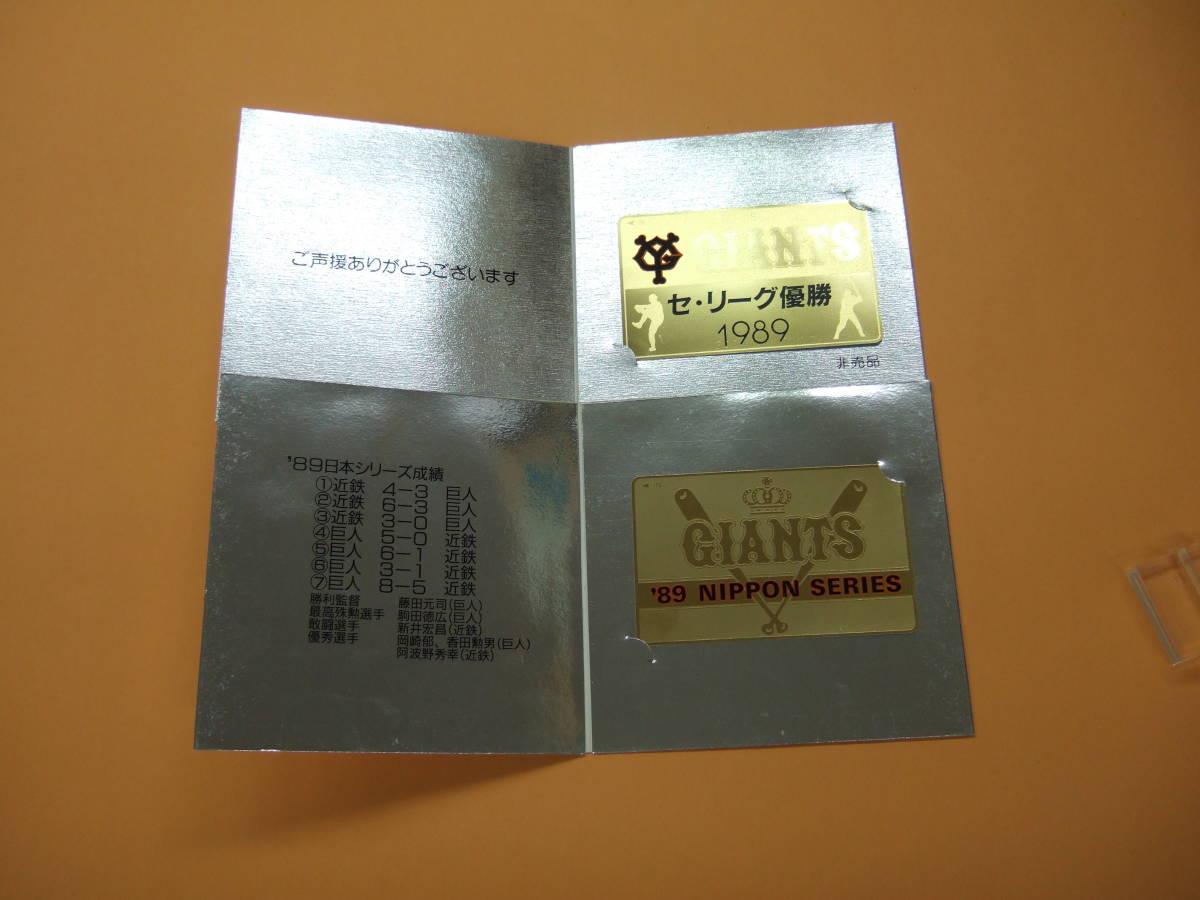 ご声援ありがとうございます
YG
GIANTS
セ・リーグ優勝
1989
非売品
'89日本シリーズ成績
①近鉄 4−3 巨人
②近鉄 6−3 巨人
③近鉄 3−0 巨人
④巨人 5−0 近鉄
⑤巨人 6−1 近鉄
⑥巨人 3−1 近鉄
⑦巨人 8−5 近鉄
勝利監督 藤田元司(巨人)
最高殊勲選手 駒田徳広(巨人)
敢闘選手 新井宏昌(近鉄)
優秀選手 岡崎郁、香田勲男(巨人)
阿波野秀幸(近鉄)
GIANTS
'89 NIPPON SERIES